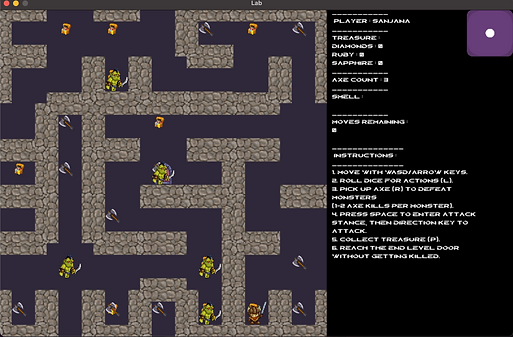 Lab
PLAYER : SANJANA
TREASURE :
DIAMONDS : 0
RUBY : 0
SAPPHIRE : 0
AXE COUNT : 3
SHELL :
MOVES REMAINING :
0
INSTRUCTIONS :
1. MOVE WITH WASD/ARROW KEYS.
2. ROLL DICE FOR ACTIONS (L).
3. PICK UP AXE (R) TO DEFEAT
MONSTERS
(1-2 AXE KILLS PER MONSTER).
4. PRESS SPACE TO ENTER ATTACK
STANCE, THEN DIRECTION KEY TO
ATTACK.
5. COLLECT TREASURE (P).
6. REACH THE END LEVEL DOOR
WITHOUT GETTING KILLED.